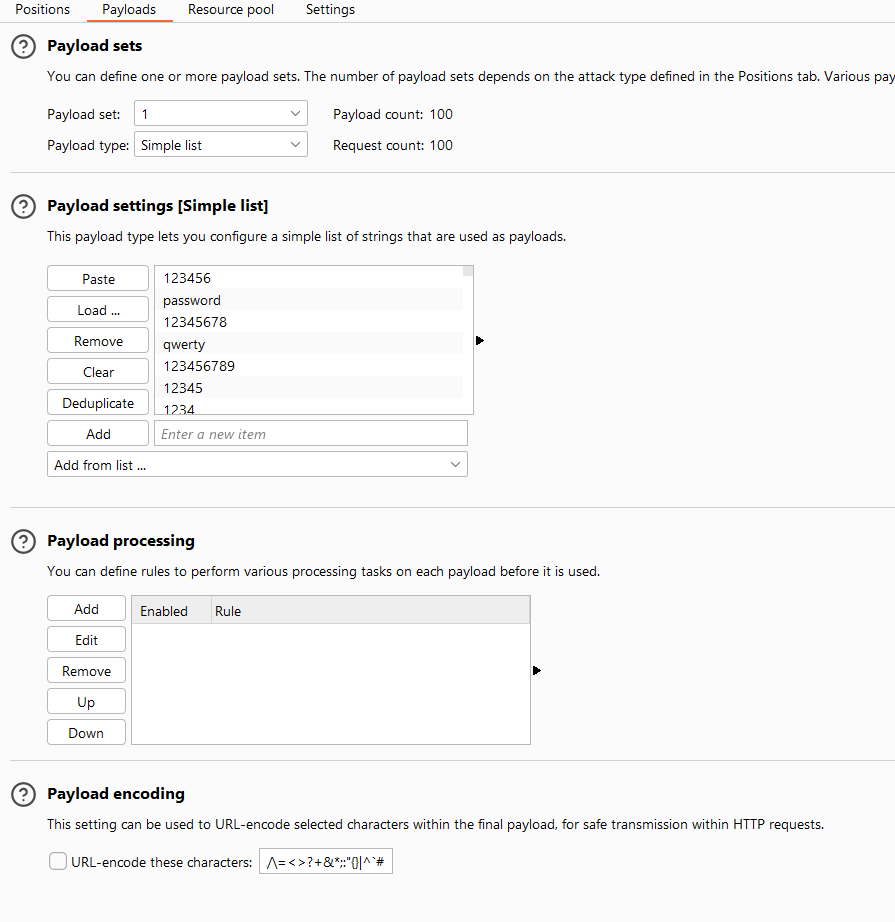 Positions Payloads Resource pool Settings
? Payload sets
You can define one or more payload sets. The number of payload sets depends on the attack type defined in the Positions tab. Various pay
Payload set: 1 Payload count: 100
Payload type: Simple list Request count: 100
? Payload settings [Simple list]
This payload type lets you configure a simple list of strings that are used as payloads.
Paste
Load ...
Remove
Clear
Deduplicate
123456
password
12345678
qwerty
123456789
12345
1234
Add Enter a new item
Add from list ...
? Payload processing
You can define rules to perform various processing tasks on each payload before it is used.
Add
Edit
Remove
Up
Down
Enabled Rule
? Payload encoding
This setting can be used to URL-encode selected characters within the final payload, for safe transmission within HTTP requests.
URL-encode these characters: /\=<>?+&*;:"{}|^`#